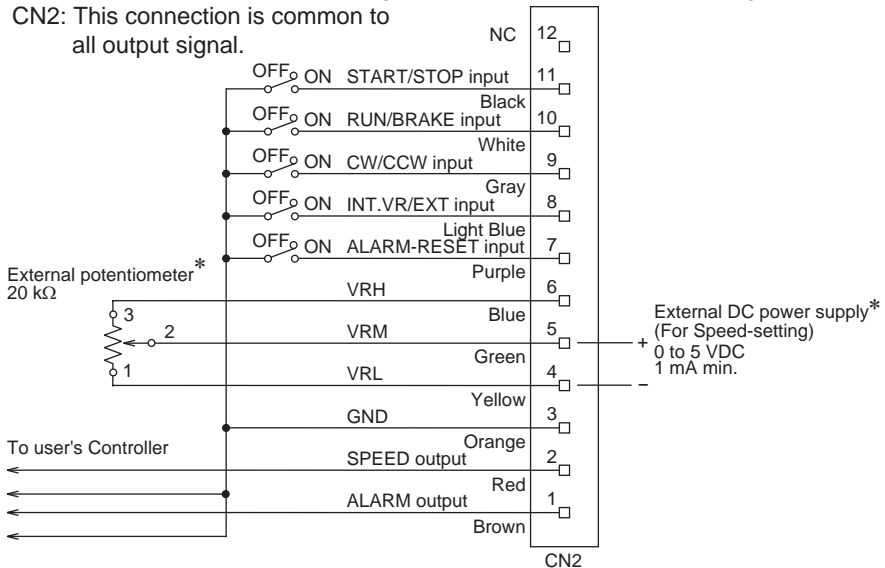 CN2: This connection is common to
all output signal.
NC 12
OFF ON START/STOP input 11
Black
OFF ON RUN/BRAKE input 10
White
OFF ON CW/CCW input 9
Gray
OFF ON INT.VR/EXT input 8
Light Blue
OFF ON ALARM-RESET input 7
Purple
External potentiometer*
20 kΩ
VRH 6
Blue
3
2 VRM 5
Green
1 VRL 4
Yellow
External DC power supply*
(For Speed-setting)
+ 0 to 5 VDC
1 mA min.
−
GND 3
Orange
To user's Controller
SPEED output 2
Red
ALARM output 1
Brown
CN2